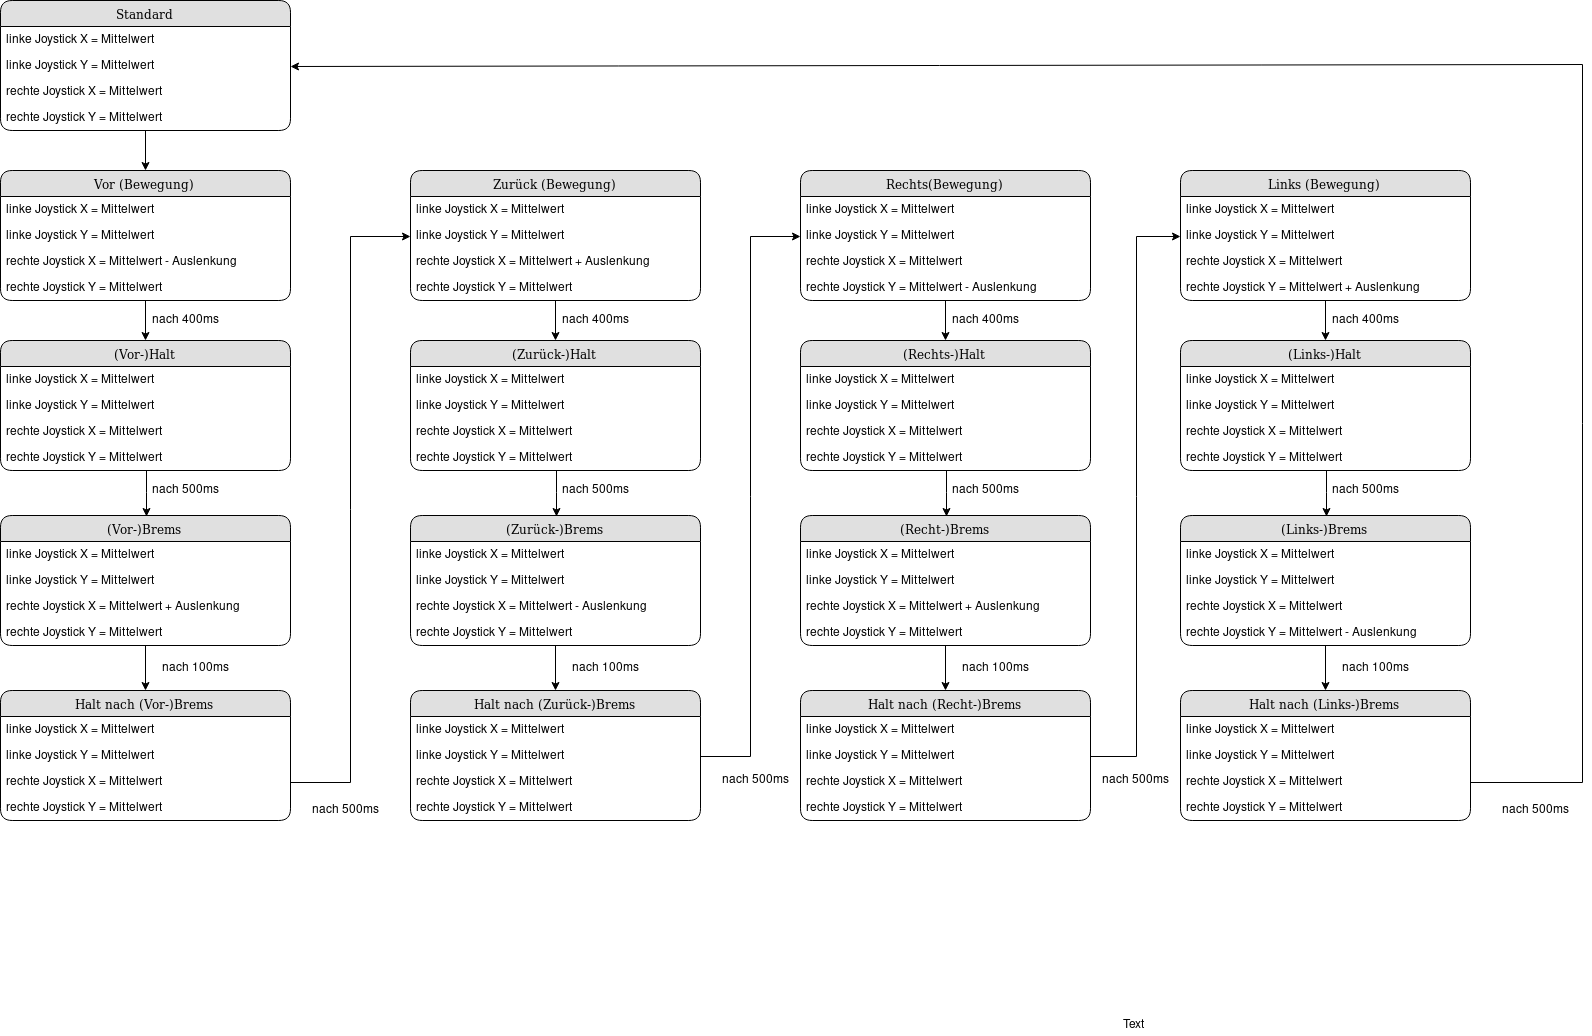 Standard
linke Joystick X = Mittelwert
linke Joystick Y = Mittelwert
rechte Joystick X = Mittelwert
rechte Joystick Y = Mittelwert
Vor (Bewegung)
linke Joystick X = Mittelwert
linke Joystick Y = Mittelwert
rechte Joystick X = Mittelwert - Auslenkung
rechte Joystick Y = Mittelwert
nach 400ms
(Vor-)Halt
linke Joystick X = Mittelwert
linke Joystick Y = Mittelwert
rechte Joystick X = Mittelwert
rechte Joystick Y = Mittelwert
nach 500ms
(Vor-)Brems
linke Joystick X = Mittelwert
linke Joystick Y = Mittelwert
rechte Joystick X = Mittelwert + Auslenkung
rechte Joystick Y = Mittelwert
nach 100ms
Halt nach (Vor-)Brems
linke Joystick X = Mittelwert
linke Joystick Y = Mittelwert
rechte Joystick X = Mittelwert
rechte Joystick Y = Mittelwert
nach 500ms
Zurück (Bewegung)
linke Joystick X = Mittelwert
linke Joystick Y = Mittelwert
rechte Joystick X = Mittelwert + Auslenkung
rechte Joystick Y = Mittelwert
nach 400ms
(Zurück-)Halt
linke Joystick X = Mittelwert
linke Joystick Y = Mittelwert
rechte Joystick X = Mittelwert
rechte Joystick Y = Mittelwert
nach 500ms
(Zurück-)Brems
linke Joystick X = Mittelwert
linke Joystick Y = Mittelwert
rechte Joystick X = Mittelwert - Auslenkung
rechte Joystick Y = Mittelwert
nach 100ms
Halt nach (Zurück-)Brems
linke Joystick X = Mittelwert
linke Joystick Y = Mittelwert
rechte Joystick X = Mittelwert
rechte Joystick Y = Mittelwert
nach 500ms
Rechts(Bewegung)
linke Joystick X = Mittelwert
linke Joystick Y = Mittelwert
rechte Joystick X = Mittelwert
rechte Joystick Y = Mittelwert - Auslenkung
nach 400ms
(Rechts-)Halt
linke Joystick X = Mittelwert
linke Joystick Y = Mittelwert
rechte Joystick X = Mittelwert
rechte Joystick Y = Mittelwert
nach 500ms
(Recht-)Brems
linke Joystick X = Mittelwert
linke Joystick Y = Mittelwert
rechte Joystick X = Mittelwert + Auslenkung
rechte Joystick Y = Mittelwert
nach 100ms
Halt nach (Recht-)Brems
linke Joystick X = Mittelwert
linke Joystick Y = Mittelwert
rechte Joystick X = Mittelwert
rechte Joystick Y = Mittelwert
nach 500ms
Links (Bewegung)
linke Joystick X = Mittelwert
linke Joystick Y = Mittelwert
rechte Joystick X = Mittelwert
rechte Joystick Y = Mittelwert + Auslenkung
nach 400ms
(Links-)Halt
linke Joystick X = Mittelwert
linke Joystick Y = Mittelwert
rechte Joystick X = Mittelwert
rechte Joystick Y = Mittelwert
nach 500ms
(Links-)Brems
linke Joystick X = Mittelwert
linke Joystick Y = Mittelwert
rechte Joystick X = Mittelwert
rechte Joystick Y = Mittelwert - Auslenkung
nach 100ms
Halt nach (Links-)Brems
linke Joystick X = Mittelwert
linke Joystick Y = Mittelwert
rechte Joystick X = Mittelwert
rechte Joystick Y = Mittelwert
nach 500ms
Text